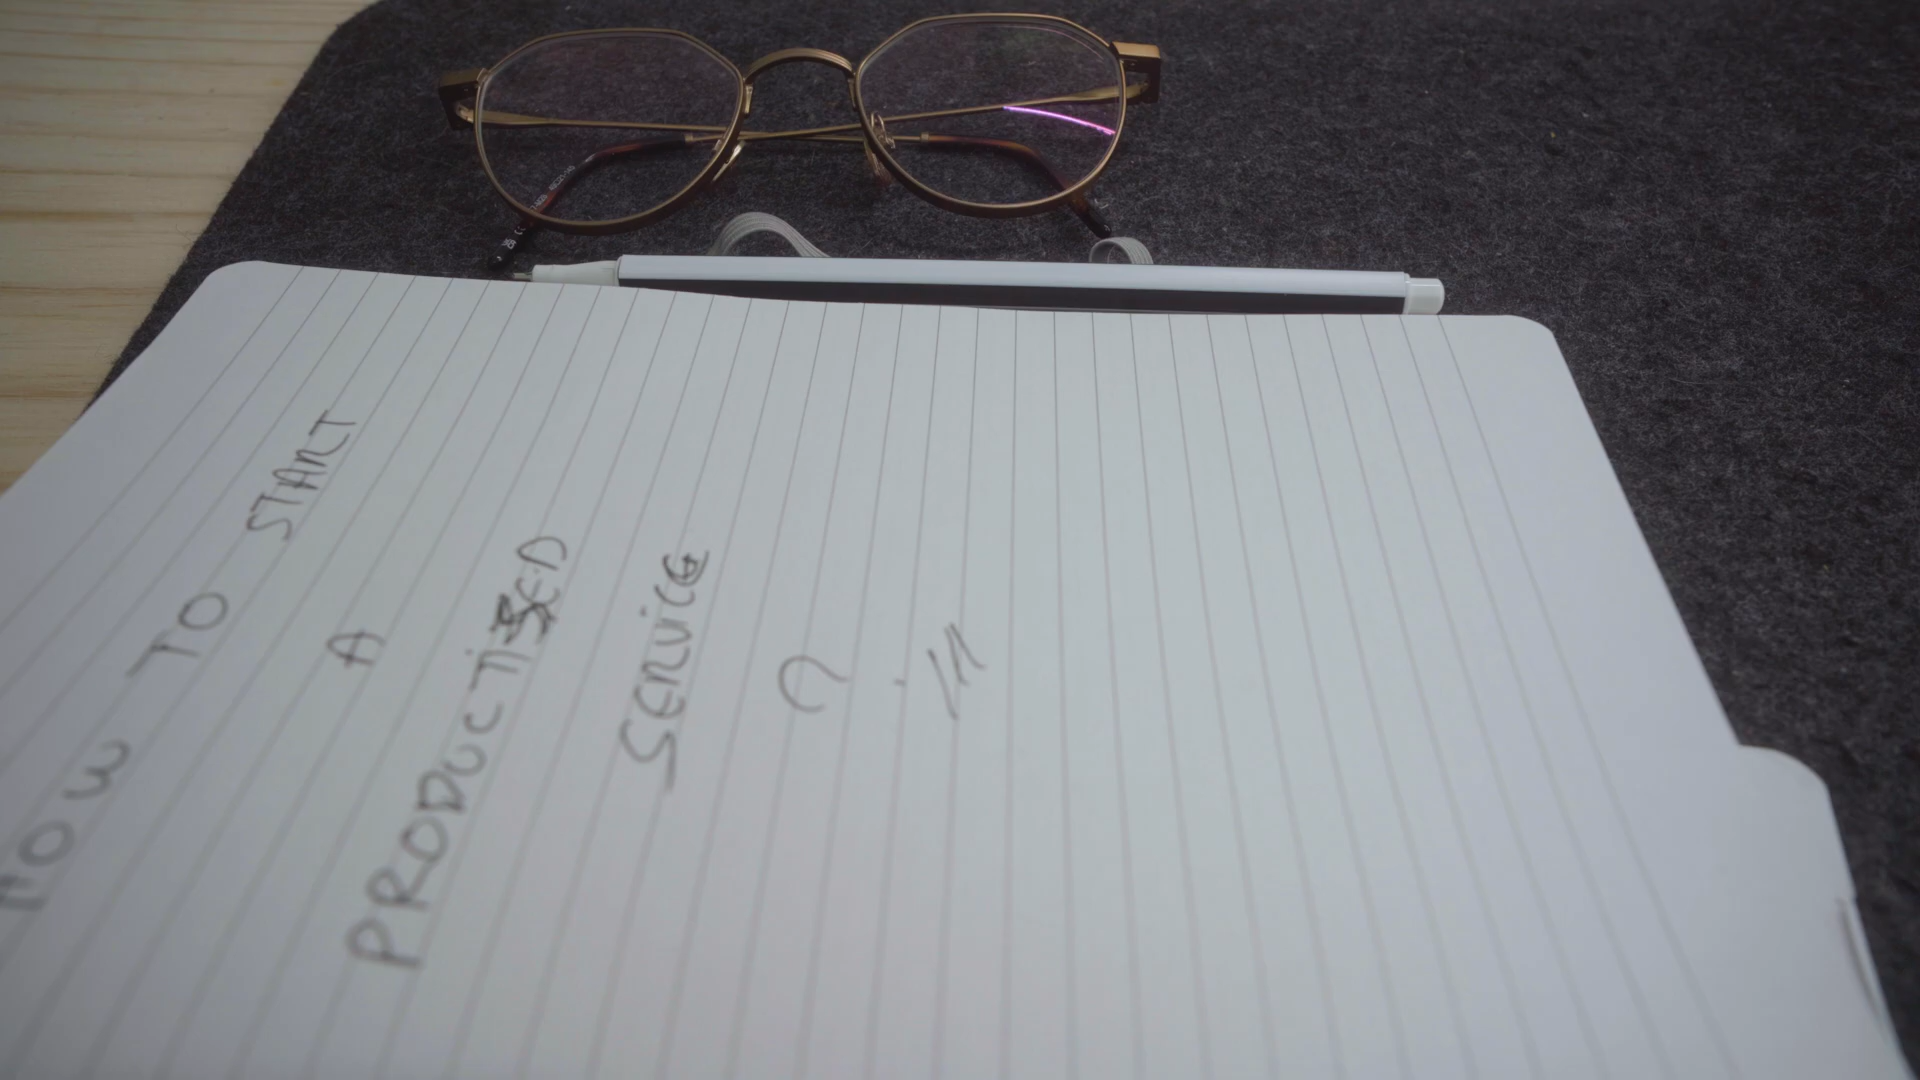 HOW TO START
A
PRODUCTISED
SERVICE
?